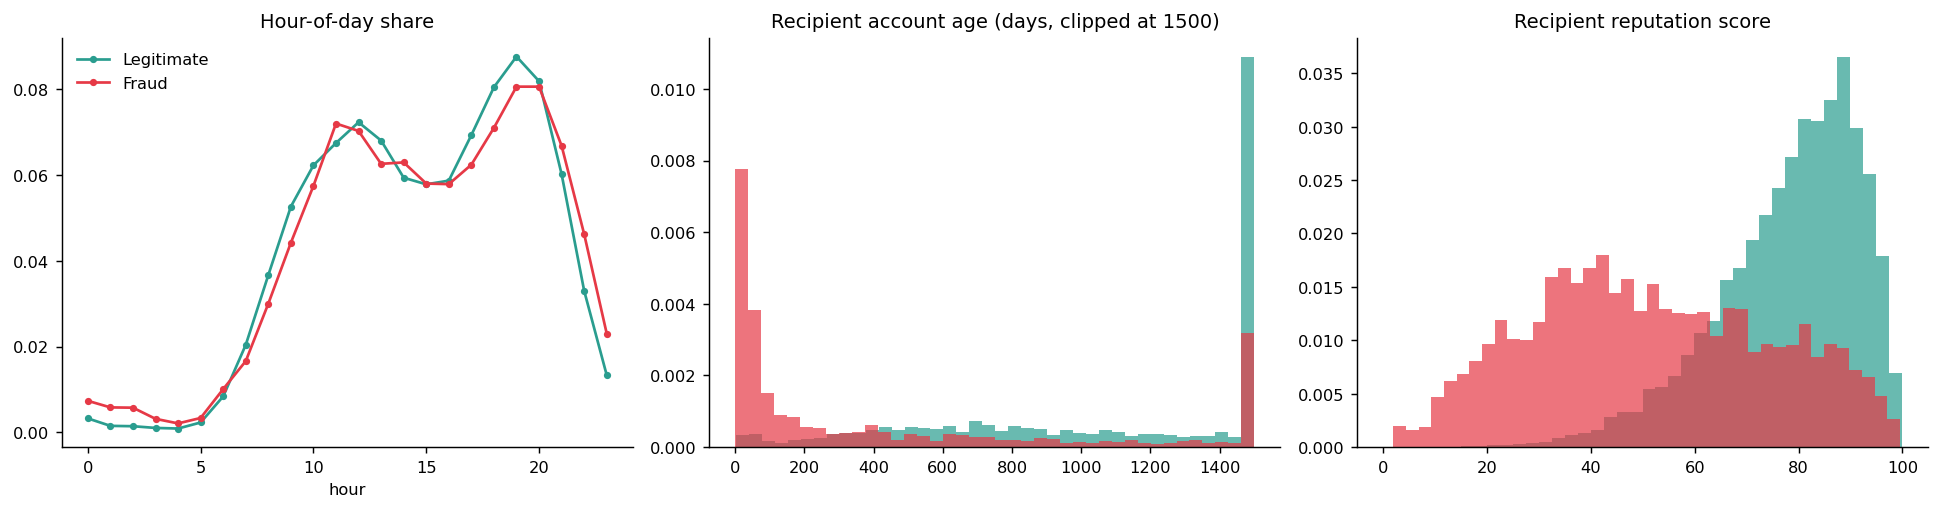 Hour-of-day share
Legitimate
Fraud
0.08
0.06
0.04
0.02
0.00
0 5 10 15 20
hour
Recipient account age (days, clipped at 1500)
0.010
0.008
0.006
0.004
0.002
0.000
0 200 400 600 800 1000 1200 1400
Recipient reputation score
0.035
0.030
0.025
0.020
0.015
0.010
0.005
0.000
0 20 40 60 80 100